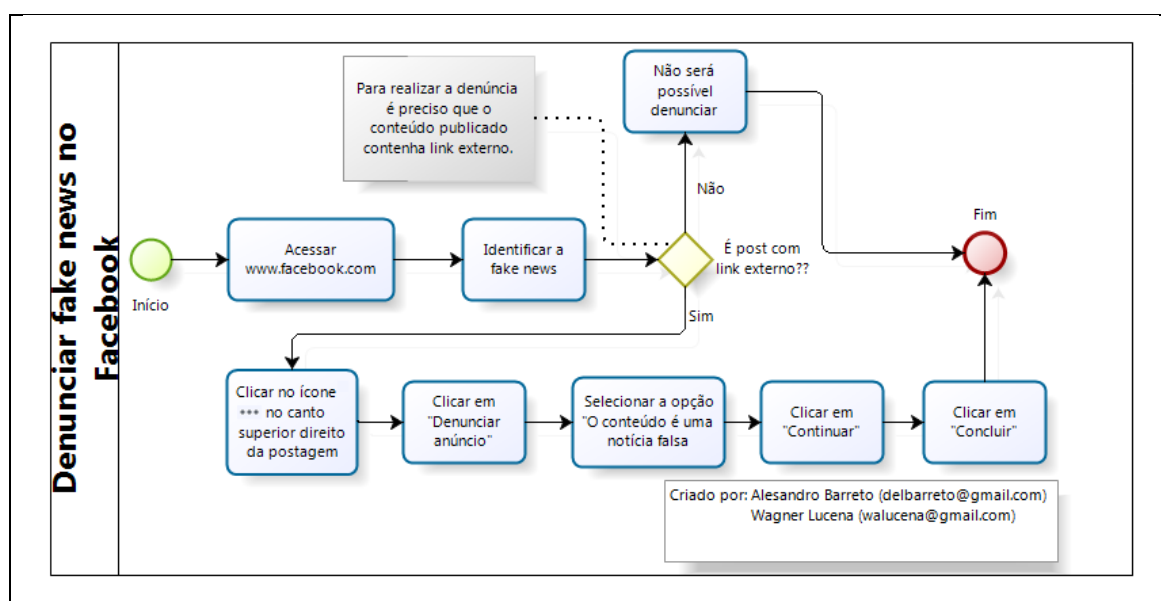 Denunciar fake news no
Facebook
Para realizar a denúncia
é preciso que o
conteúdo publicado
contenha link externo.
Não será
possível
denunciar
Não
Fim
Início
Acessar
www.facebook.com
Identificar a
fake news
É post com
link externo??
Sim
Clicar no ícone
••• no canto
superior direito
da postagem
Clicar em
"Denunciar
anúncio"
Selecionar a opção
"O conteúdo é uma
notícia falsa
Clicar em
"Continuar"
Clicar em
"Concluir"
Criado por: Alesandro Barreto (delbarreto@gmail.com)
Wagner Lucena (walucena@gmail.com)